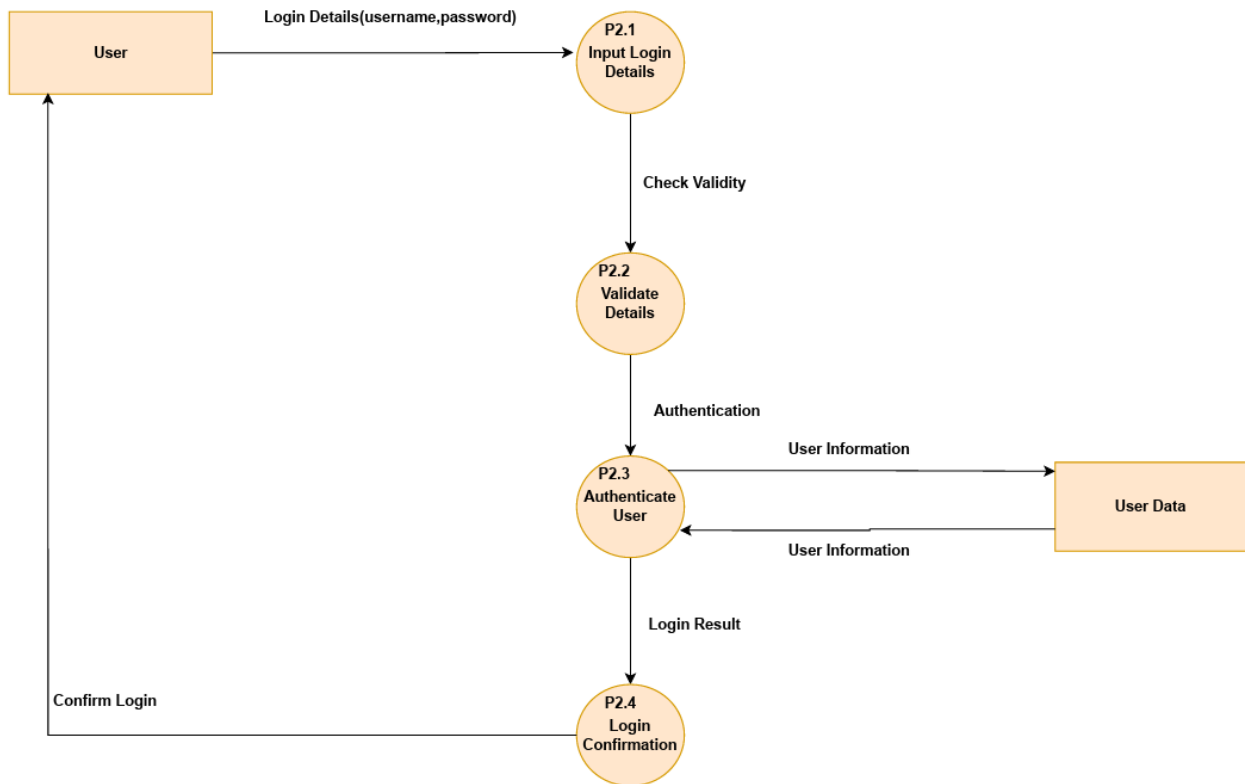 Login Details(username,password)
User
P2.1
Input Login
Details
Check Validity
P2.2
Validate
Details
Authentication
User Information
P2.3
Authenticate
User
User Data
User Information
Login Result
Confirm Login
P2.4
Login
Confirmation